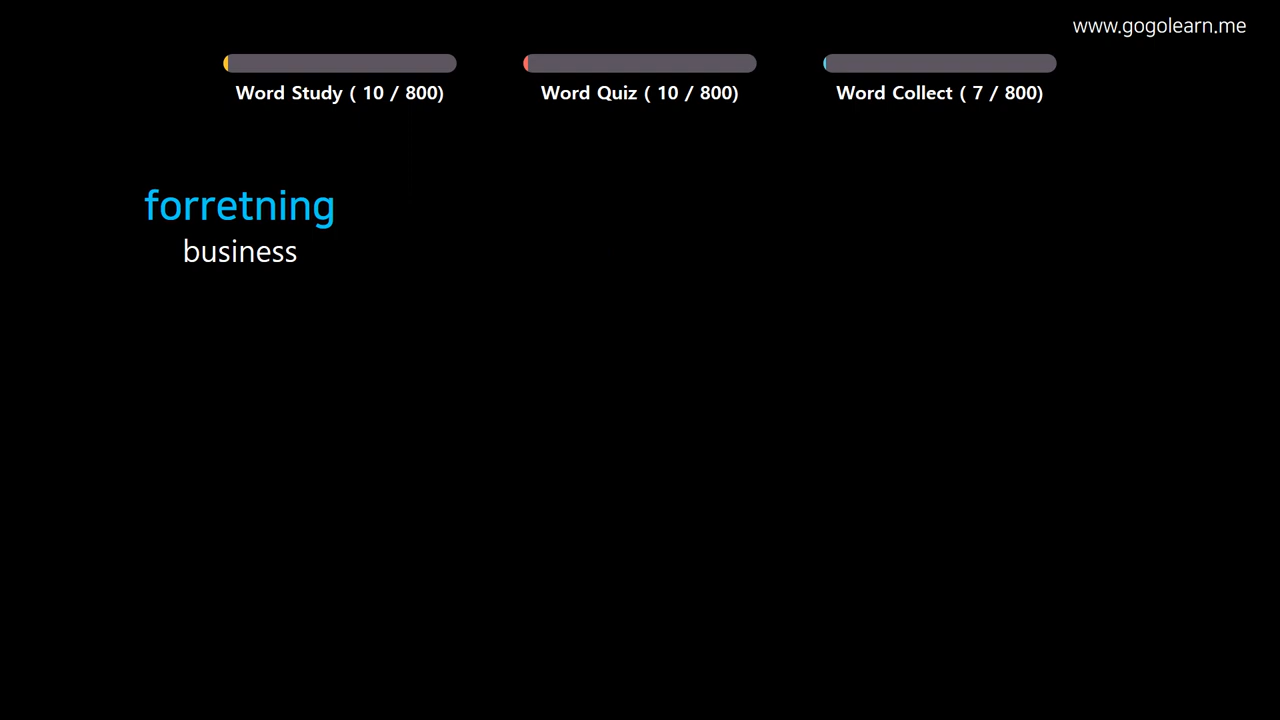 www.gogolearn.me
Word Study ( 10 / 800)
Word Quiz ( 10 / 800)
Word Collect ( 7 / 800)
forretning
business